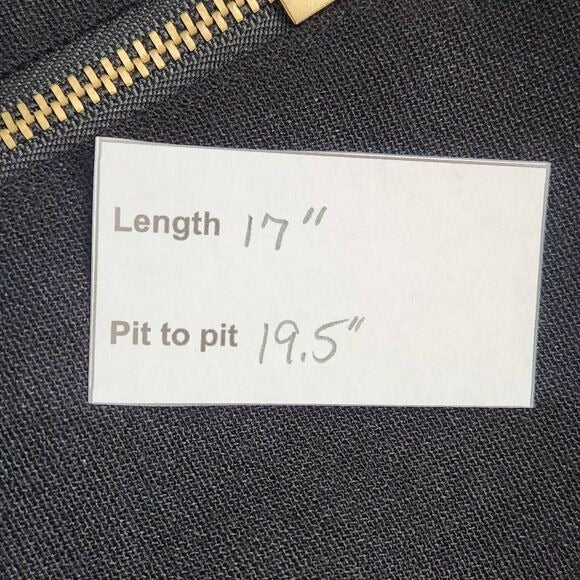 Length 17"
Pit to pit 19.5"